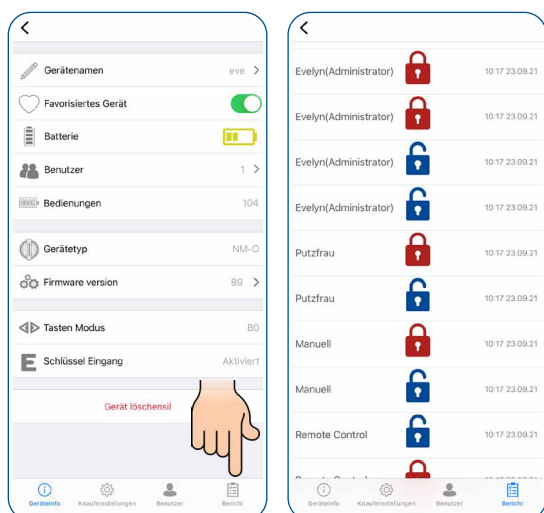 Gerätenamen eve
Favorisiertes Gerät
Batterie
Benutzer 1
Bedienungen 104
Gerätetyp NM-O
Firmware version 89
Tasten Modus B0
E Schlüssel Eingang Aktiviert
Gerät löschensil
Geräteinfo Knaufeinstellungen Benutzer Bericht
Evelyn(Administrator) 10:17 23.09.21
Evelyn(Administrator) 10:17 23.09.21
Evelyn(Administrator) 10:17 23.09.21
Evelyn(Administrator) 10:17 23.09.21
Putzfrau 10:17 23.09.21
Putzfrau 10:17 23.09.21
Manuell 10:17 23.09.21
Manuell 10:17 23.09.21
Remote Control 10:17 23.09.21
Geräteinfo Knaufeinstellungen Benutzer Bericht